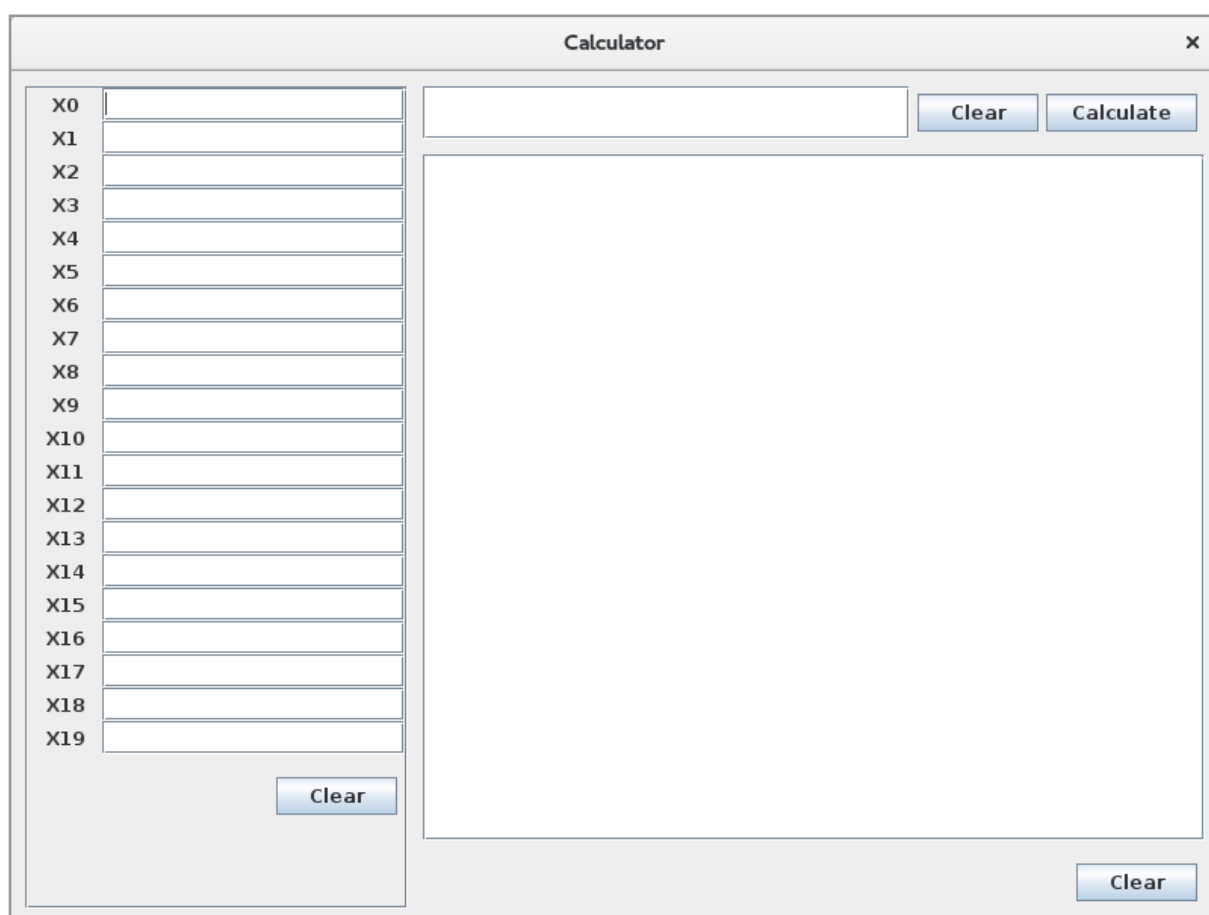 Calculator ×
X0
Clear Calculate
X1
X2
X3
X4
X5
X6
X7
X8
X9
X10
X11
X12
X13
X14
X15
X16
X17
X18
X19
Clear
Clear